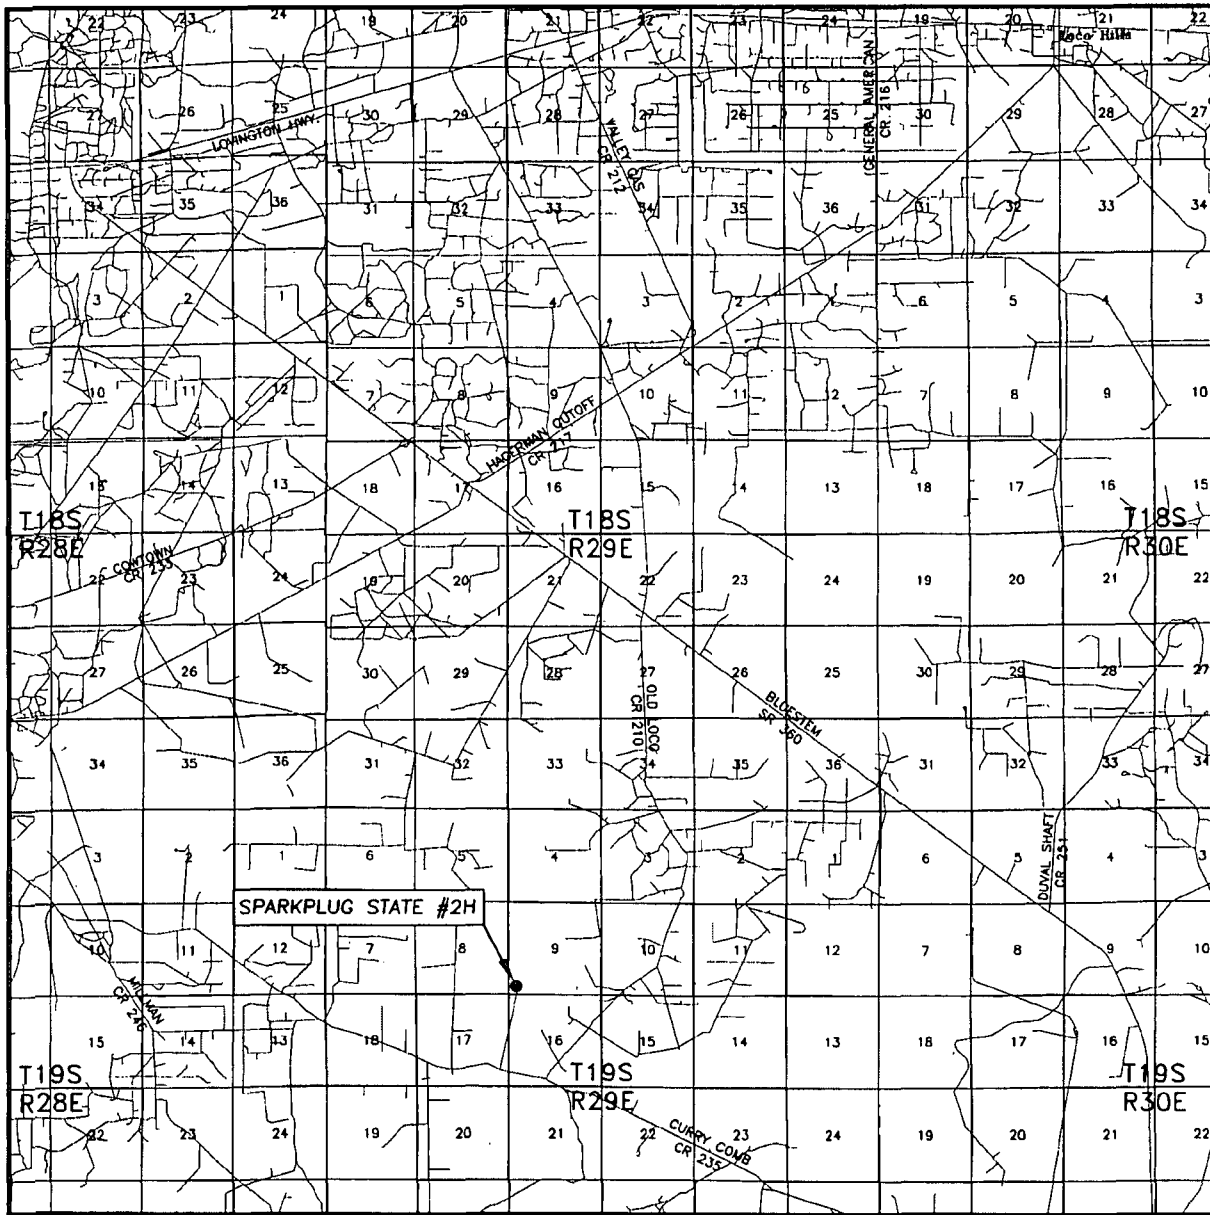 22 23 24 19 20 21 22 23 24 19 20 21 22
Loco Hills
27 26 25 30 29 28 27 26 25 30 29 28 27
LOVINGTON HWY
VALLEY GAS
CR 212
GENERAL AMERICAN
CR 216
34 35 36 31 32 33 34 35 36 31 32 33 34
3 2 1 6 5 4 3 2 1 6 5 4 3
10 11 12 7 8 9 10 11 12 7 8 9 10
HAGERMAN CUTOFF
CR 217
15 14 13 18 17 16 15 14 13 18 17 16 15
T18S
R28E
T18S
R29E
T18S
R30E
COWTOWN
CR 233
22 23 24 19 20 21 22 23 24 19 20 21 22
27 26 25 30 29 28 27 26 25 30 29 28 27
OLD LOCO
CR 210
BLUESTEM
SR 360
34 35 36 31 32 33 34 35 36 31 32 33 34
DUVAL SHAFT
CR 251
3 2 1 6 5 4 3 2 1 6 5 4 3
SPARKPLUG STATE #2H
10 11 12 7 8 9 10 11 12 7 8 9 10
MILLMAN
CR 246
15 14 13 18 17 16 15 14 13 18 17 16 15
T19S
R28E
T19S
R29E
T19S
R30E
22 23 24 19 20 21 22 23 24 19 20 21 22
CURRY COMB
CR 235